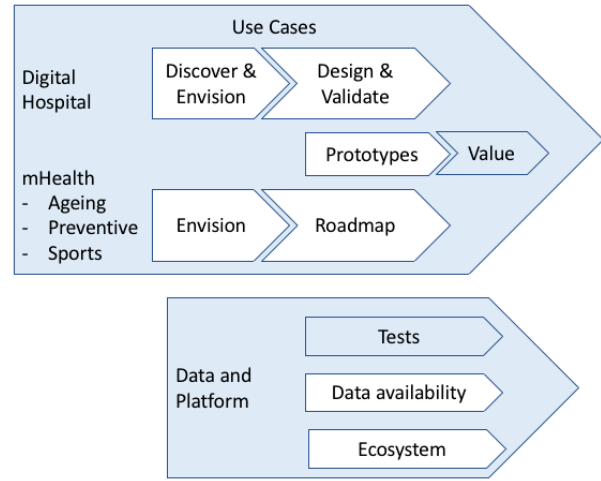 Use Cases
Digital
Hospital
Discover &
Envision
Design &
Validate
Prototypes
Value
mHealth
- Ageing
- Preventive
- Sports
Envision
Roadmap
Data and
Platform
Tests
Data availability
Ecosystem